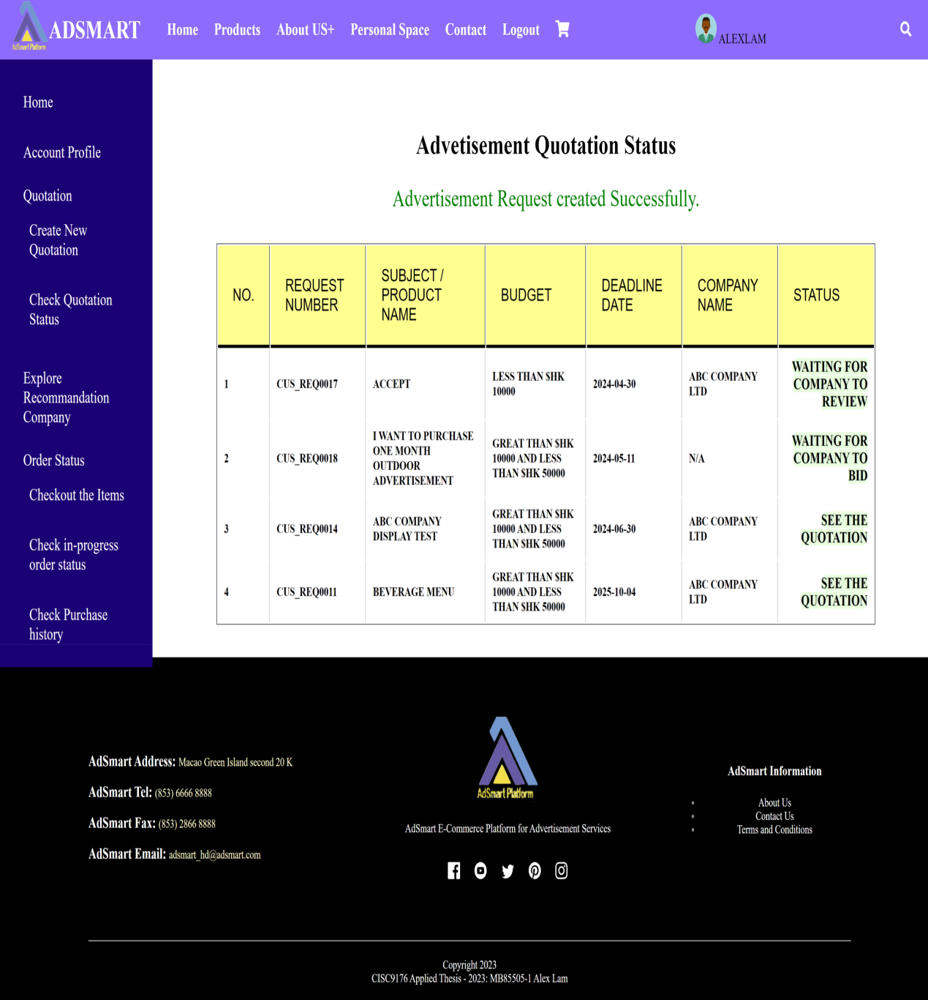 AdSmart Platform
ADSMART
Home Products About US+ Personal Space Contact Logout
ALEXLAM
Home
Account Profile
Quotation
Create New
Quotation
Check Quotation
Status
Explore
Recommandation
Company
Order Status
Checkout the Items
Check in-progress
order status
Check Purchase
history
Advetisement Quotation Status
Advertisement Request created Successfully.
NO.
REQUEST
NUMBER
SUBJECT /
PRODUCT
NAME
BUDGET
DEADLINE
DATE
COMPANY
NAME
STATUS
1
CUS_REQ0017
ACCEPT
LESS THAN $HK
10000
2024-04-30
ABC COMPANY
LTD
WAITING FOR
COMPANY TO
REVIEW
2
CUS_REQ0018
I WANT TO PURCHASE
ONE MONTH
OUTDOOR
ADVERTISEMENT
GREAT THAN $HK
10000 AND LESS
THAN $HK 50000
2024-05-11
N/A
WAITING FOR
COMPANY TO
BID
3
CUS_REQ0014
ABC COMPANY
DISPLAY TEST
GREAT THAN $HK
10000 AND LESS
THAN $HK 50000
2024-06-30
ABC COMPANY
LTD
SEE THE
QUOTATION
4
CUS_REQ0011
BEVERAGE MENU
GREAT THAN $HK
10000 AND LESS
THAN $HK 50000
2025-10-04
ABC COMPANY
LTD
SEE THE
QUOTATION
AdSmart Address: Macao Green Island second 20 K
AdSmart Tel: (853) 6666 8888
AdSmart Fax: (853) 2866 8888
AdSmart Email: adsmart_hd@adsmart.com
AdSmart Platform
AdSmart E-Commerce Platform for Advertisement Services
AdSmart Information
About Us
Contact Us
Terms and Conditions
Copyright 2023
CISC9176 Applied Thesis - 2023: MB85505-1 Alex Lam